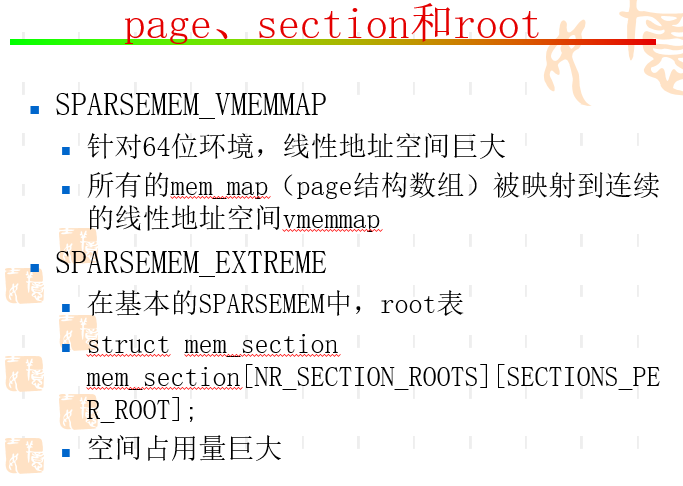 page、section和root
SPARSEMEM_VMEMMAP
针对64位环境，线性地址空间巨大
所有的mem_map（page结构数组）被映射到连续
的线性地址空间vmemmap
SPARSEMEM_EXTREME
在基本的SPARSEMEM中，root表
struct mem_section
mem_section[NR_SECTION_ROOTS][SECTIONS_PE
R_ROOT];
空间占用量巨大